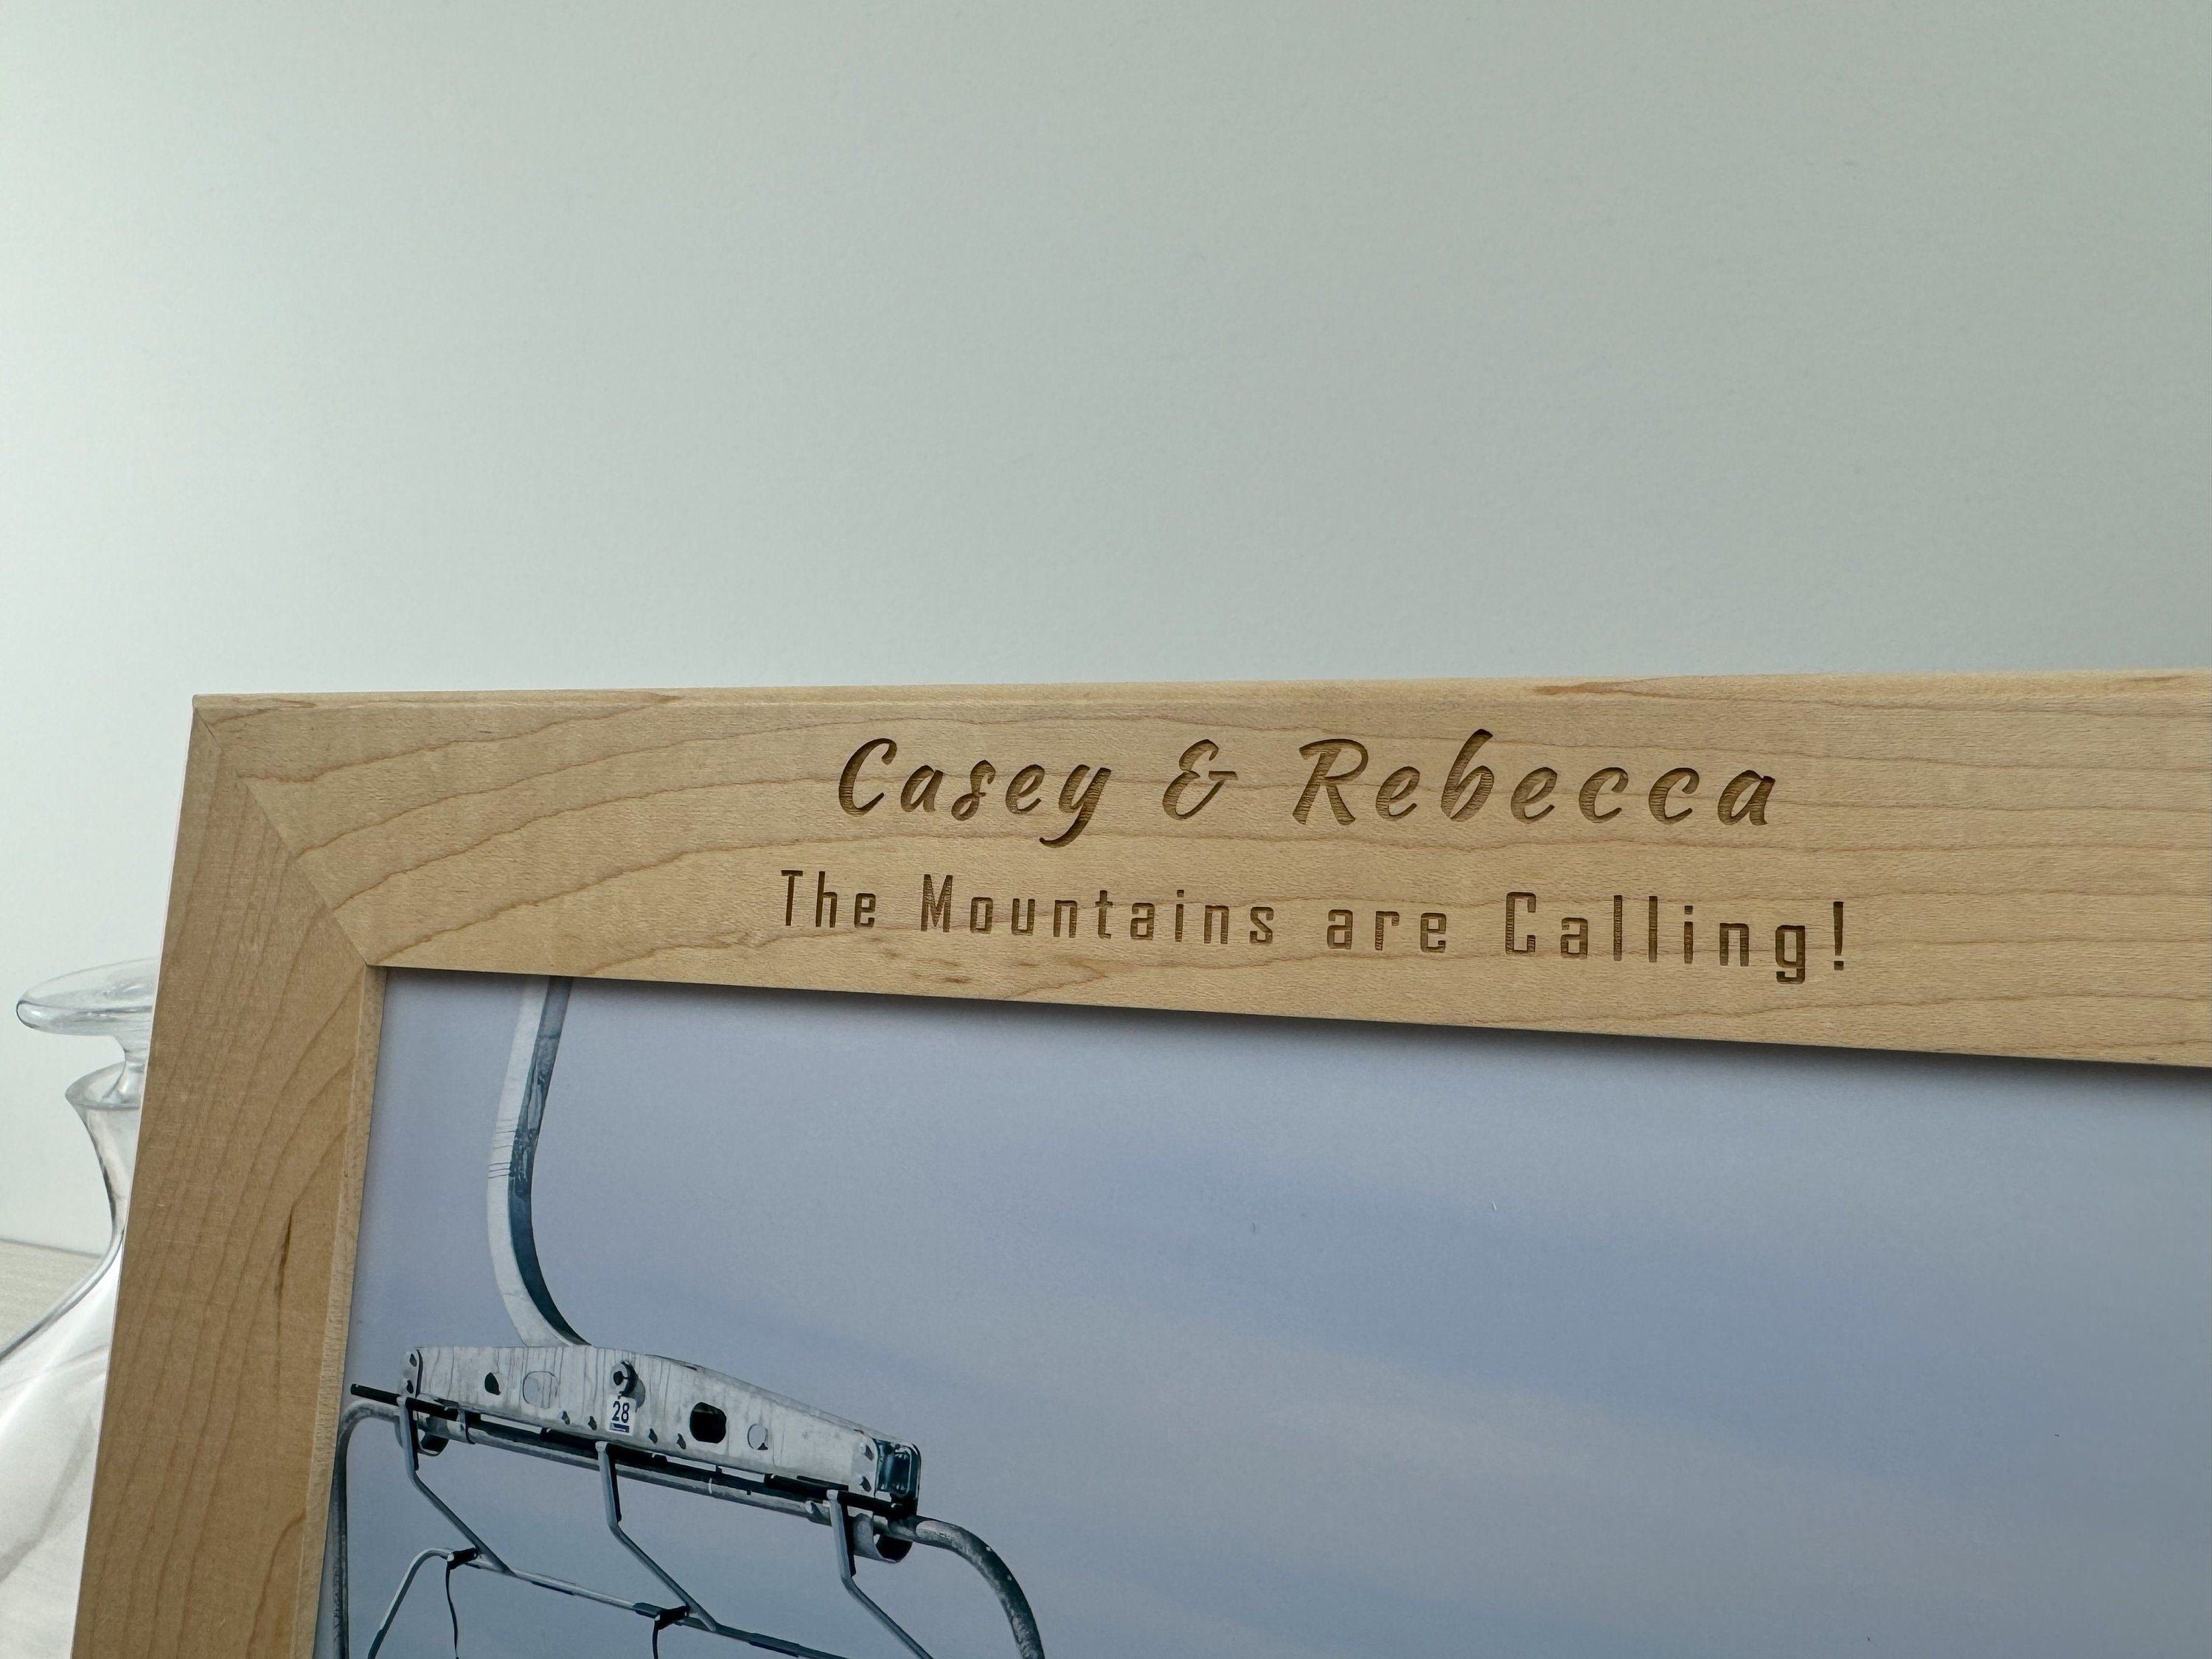 Casey & Rebecca
The Mountains are Calling!
28